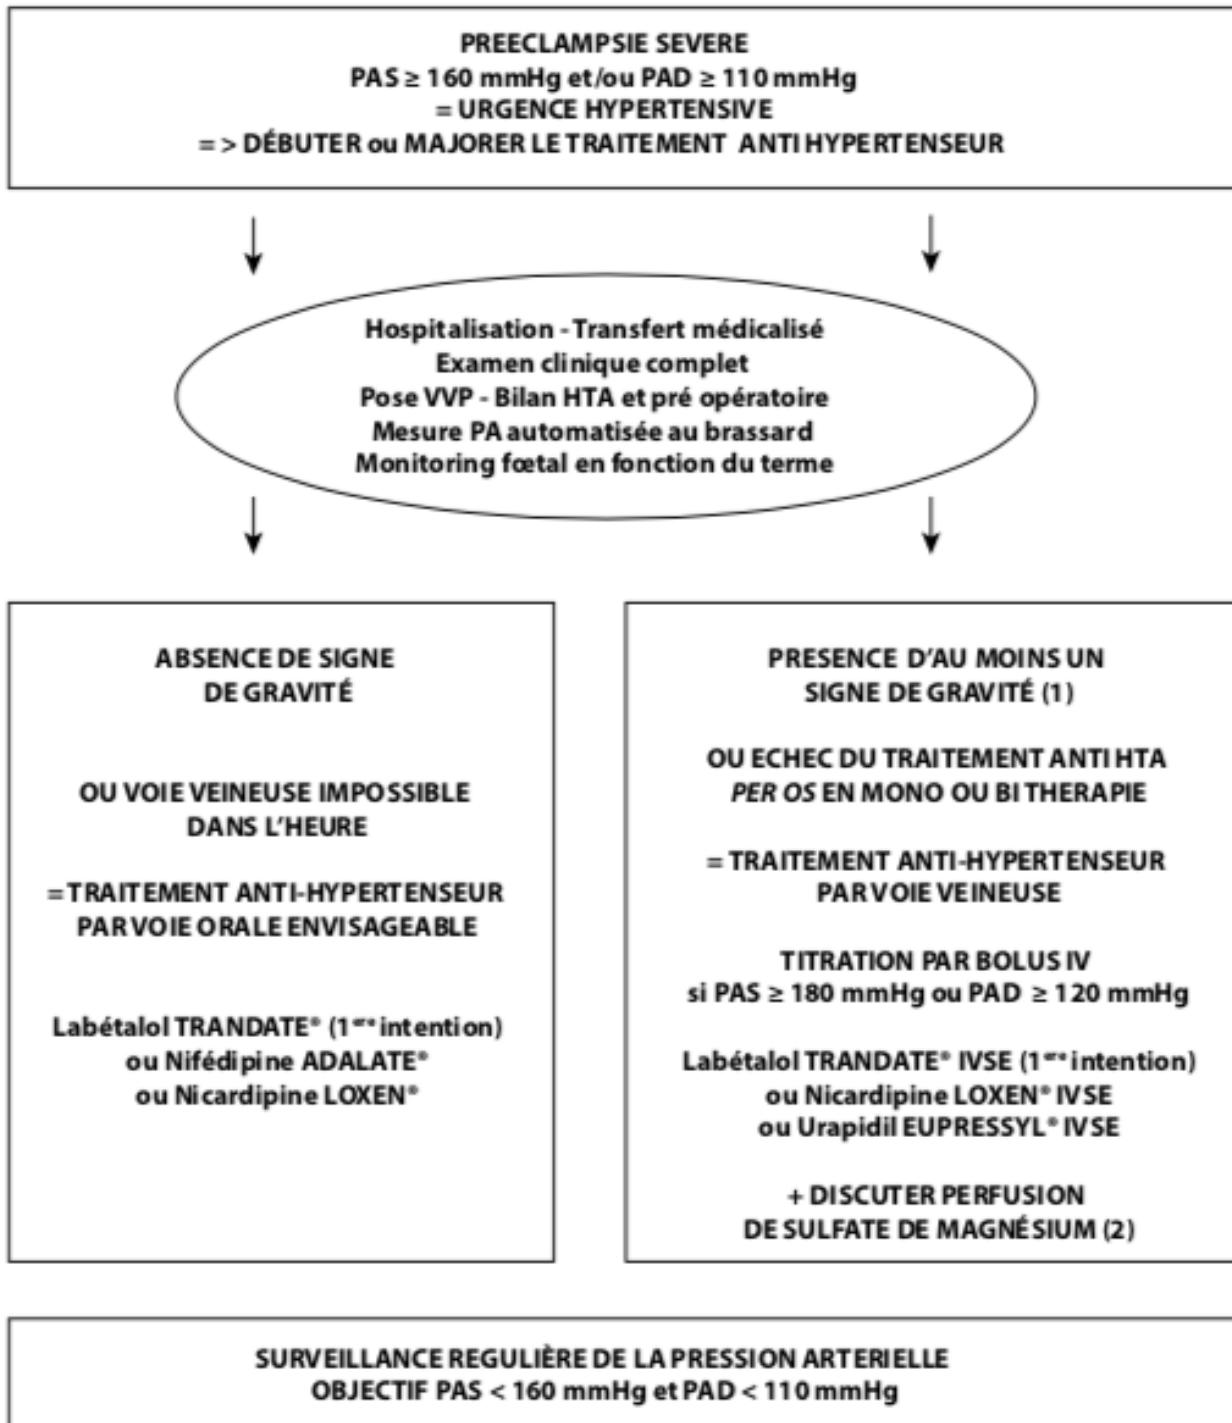 PREECLAMPSIE SEVERE
PAS ≥ 160 mmHg et/ou PAD ≥ 110 mmHg
= URGENCE HYPERTENSIVE
= > DÉBUTER ou MAJORER LE TRAITEMENT ANTI HYPERTENSEUR
Hospitalisation - Transfert médicalisé
Examen clinique complet
Pose VVP - Bilan HTA et pré opératoire
Mesure PA automatisée au brassard
Monitoring fœtal en fonction du terme
ABSENCE DE SIGNE
DE GRAVITÉ
OU VOIE VEINEUSE IMPOSSIBLE
DANS L'HEURE
= TRAITEMENT ANTI-HYPERTENSEUR
PAR VOIE ORALE ENVISAGEABLE
Labétalol TRANDATE® (1ère intention)
ou Nifédipine ADALATE®
ou Nicardipine LOXEN®
PRESENCE D'AU MOINS UN
SIGNE DE GRAVITÉ (1)
OU ECHEC DU TRAITEMENT ANTI HTA
PER OS EN MONO OU BI THERAPIE
= TRAITEMENT ANTI-HYPERTENSEUR
PAR VOIE VEINEUSE
TITRATION PAR BOLUS IV
si PAS ≥ 180 mmHg ou PAD ≥ 120 mmHg
Labétalol TRANDATE® IVSE (1ère intention)
ou Nicardipine LOXEN® IVSE
ou Urapidil EUPRESSYL® IVSE
+ DISCUTER PERFUSION
DE SULFATE DE MAGNÉSIUM (2)
SURVEILLANCE REGULIÈRE DE LA PRESSION ARTERIELLE
OBJECTIF PAS < 160 mmHg et PAD < 110 mmHg